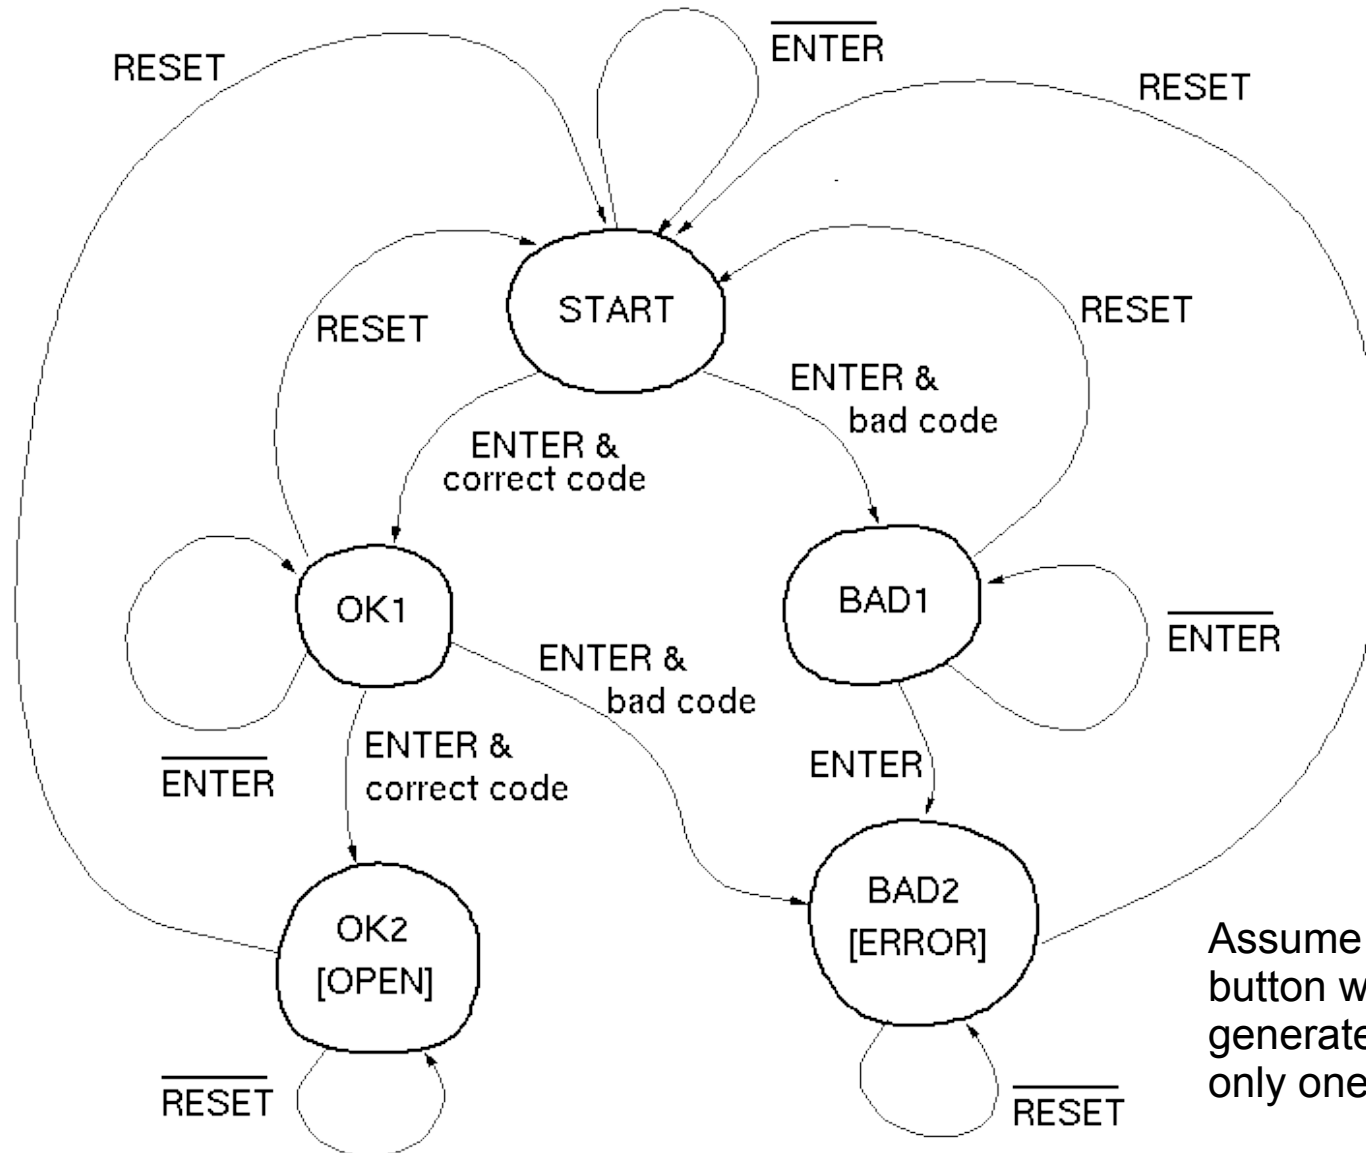 ENTER
RESET
RESET
RESET
START
RESET
ENTER &
bad code
ENTER &
correct code
OK1
BAD1
ENTER
ENTER &
bad code
ENTER
ENTER &
correct code
ENTER
BAD2
[ERROR]
OK2
[OPEN]
Assume
button
only one
RESET
RESET